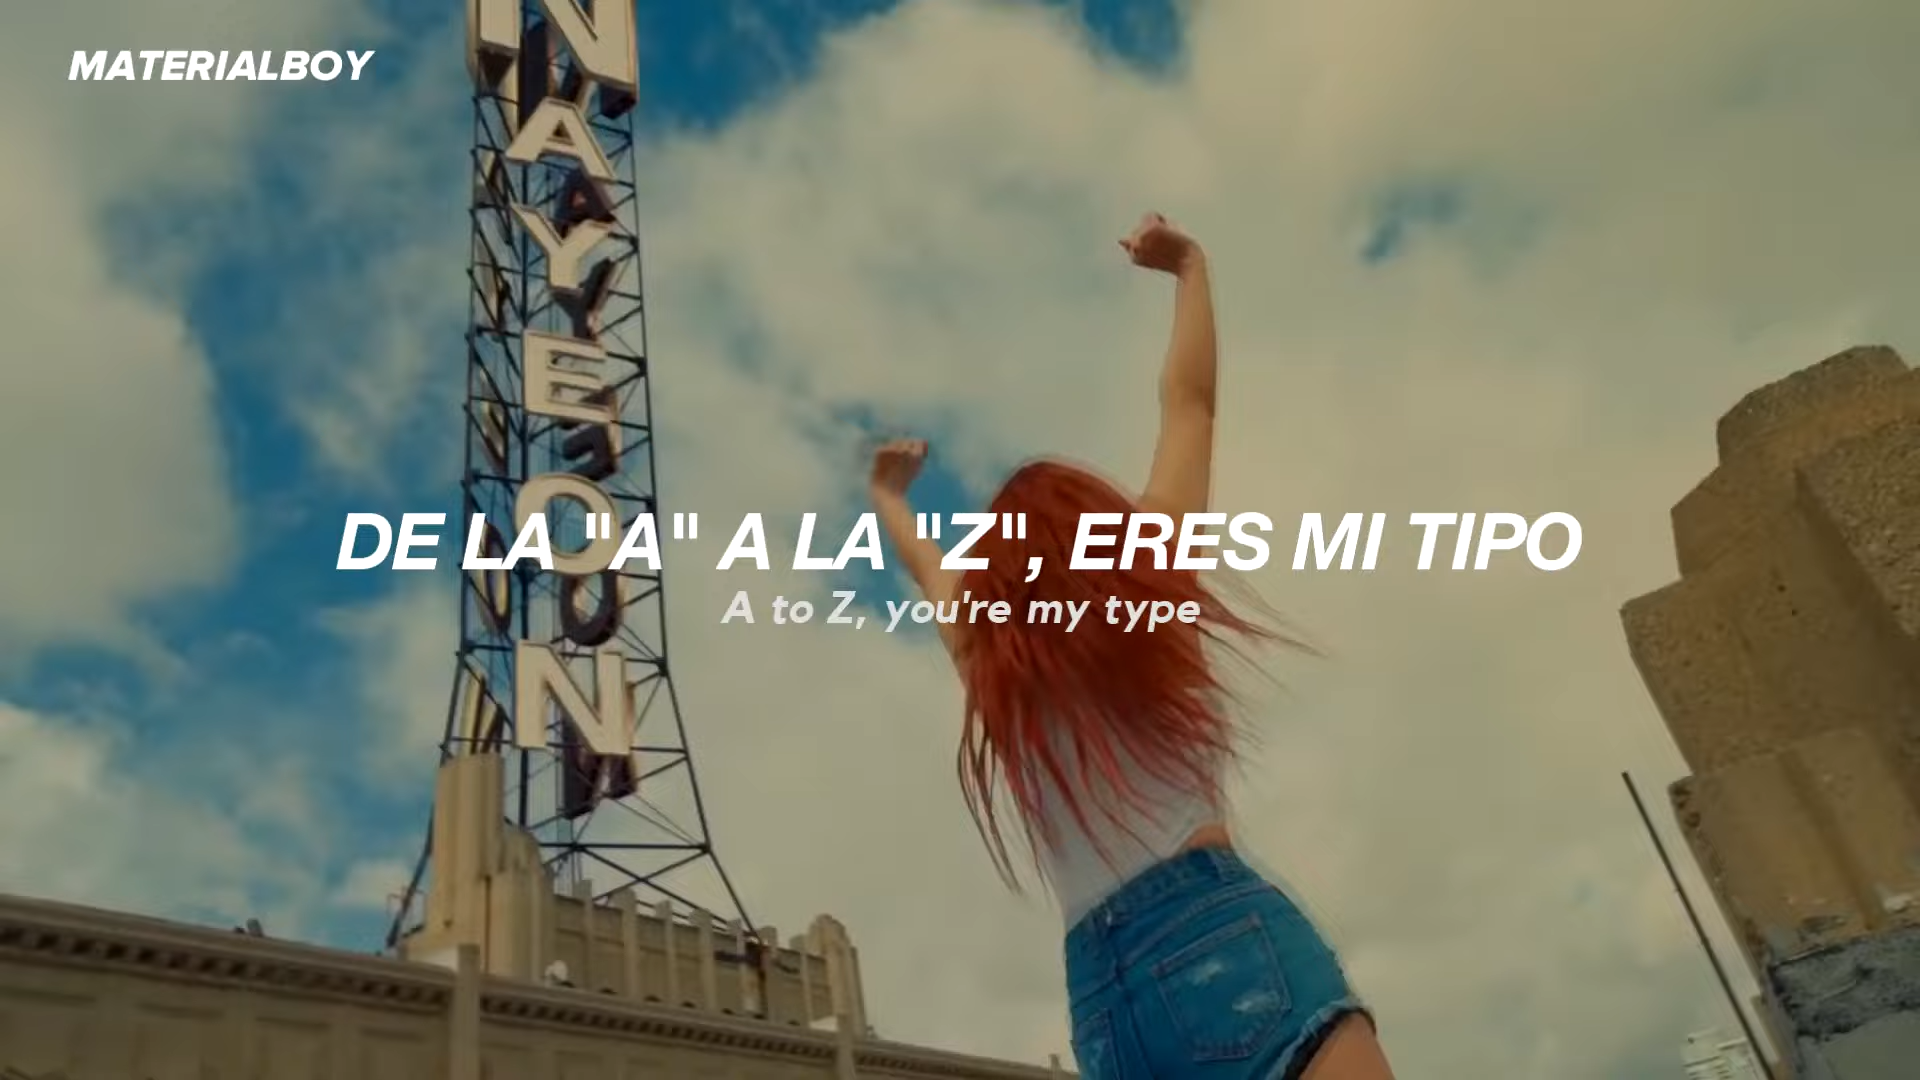 MATERIALBOY
NAYEON
DE LA "A" A LA "Z", ERES MI TIPO
A to Z, you're my type